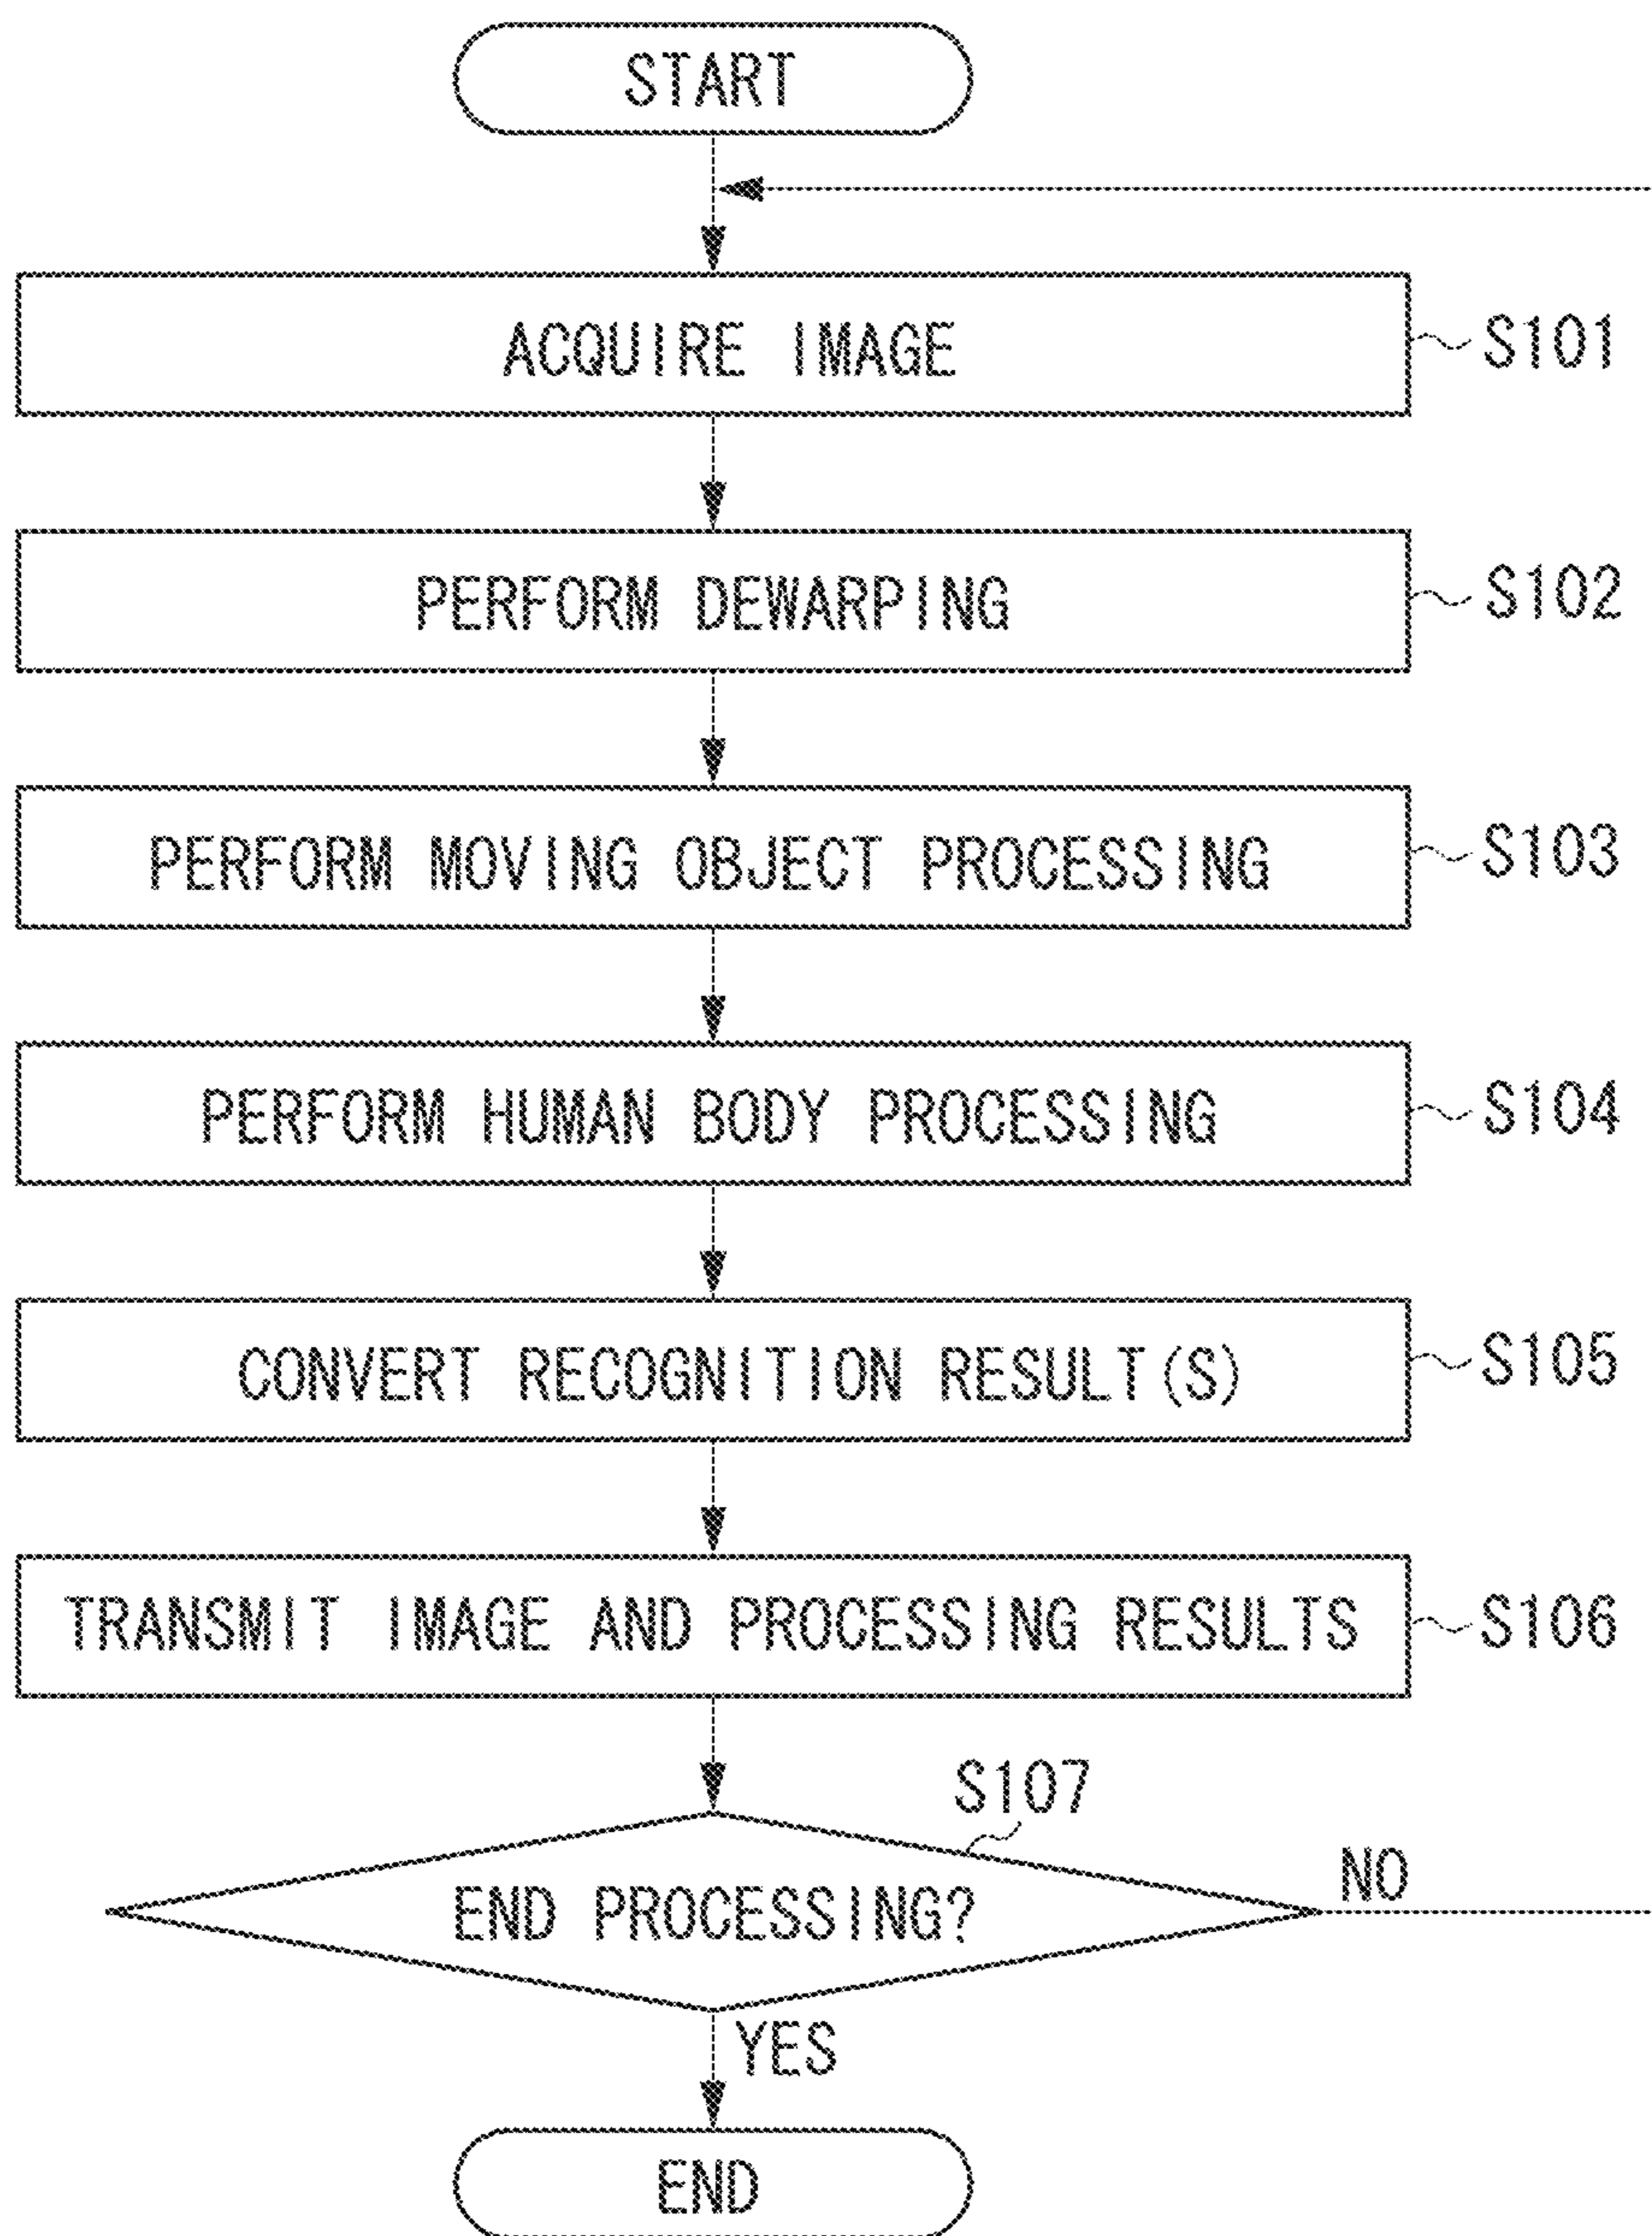 START
ACQUIRE IMAGE
S101
PERFORM DEWARPING
S102
PERFORM MOVING OBJECT PROCESSING
S103
PERFORM HUMAN BODY PROCESSING
S104
CONVERT RECOGNITION RESULT(S)
S105
TRANSMIT IMAGE AND PROCESSING RESULTS
S106
S107
END PROCESSING?
NO
YES
END